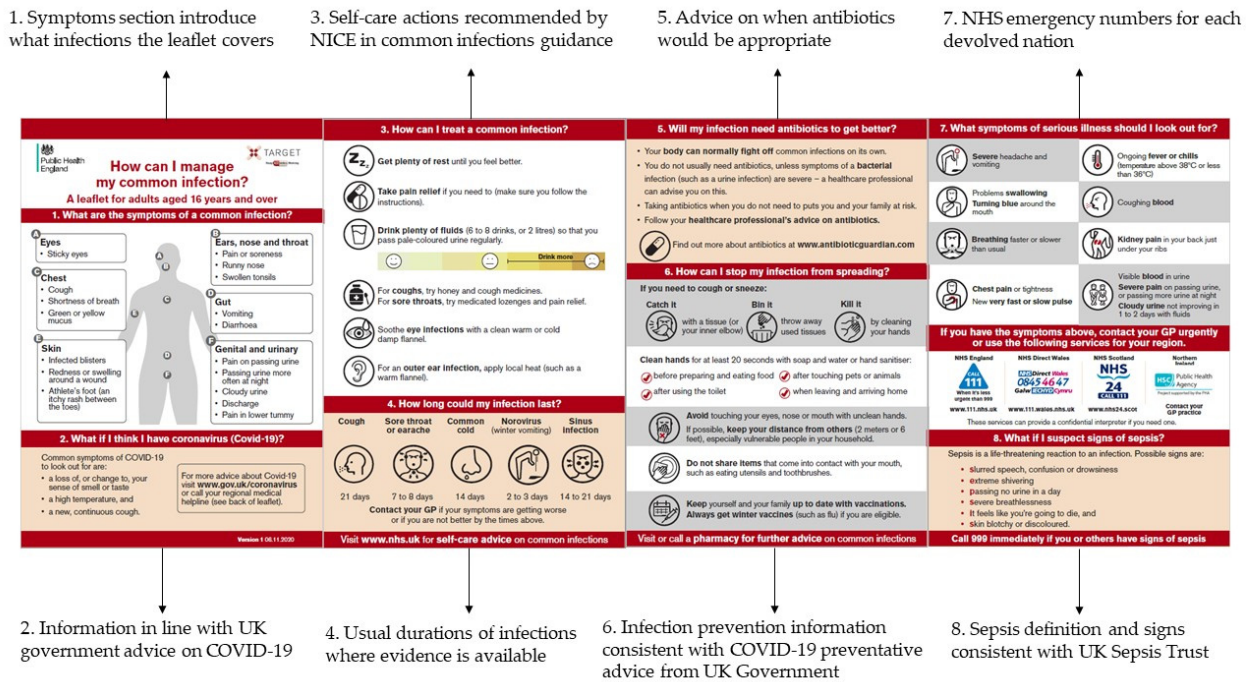 1. Symptoms section introduce
what infections the leaflet covers
3. Self-care actions recommended by
NICE in common infections guidance
5. Advice on when antibiotics
would be appropriate
7. NHS emergency numbers for each
devolved nation
Public Health
England
TARGET
How can I manage
my common infection?
A leaflet for adults aged 16 years and over
1. What are the symptoms of a common infection?
A
Eyes
• Sticky eyes
B
Ears, nose and throat
• Pain or soreness
• Runny nose
• Swollen tonsils
C
Chest
• Cough
• Shortness of breath
• Green or yellow
mucus
D
Gut
• Vomiting
• Diarrhoea
E
Skin
• Infected blisters
• Redness or swelling
around a wound
• Athlete's foot (an
itchy rash between
the toes)
F
Genital and urinary
• Pain on passing urine
• Passing urine more
often at night
• Cloudy urine
• Discharge
• Pain in lower tummy
A
B
C
E
D
F
2. What if I think I have coronavirus (Covid-19)?
Common symptoms of COVID-19
to look out for are:
• a loss of, or change to, your
sense of smell or taste
• a high temperature, and
• a new, continuous cough.
For more advice about Covid-19
visit www.gov.uk/coronavirus
or call your regional medical
helpline (see back of leaflet).
Version 1 06.11.2020
3. How can I treat a common infection?
Zzz
Get plenty of rest until you feel better.
Take pain relief if you need to (make sure you follow the
instructions).
Drink plenty of fluids (6 to 8 drinks, or 2 litres) so that you
pass pale-coloured urine regularly.
Drink more
For coughs, try honey and cough medicines.
For sore throats, try medicated lozenges and pain relief.
Soothe eye infections with a clean warm or cold
damp flannel.
For an outer ear infection, apply local heat (such as a
warm flannel).
4. How long could my infection last?
Cough
Sore throat
or earache
Common
cold
Norovirus
(winter vomiting)
Sinus
infection
21 days
7 to 8 days
14 days
2 to 3 days
14 to 21 days
Contact your GP if your symptoms are getting worse
or if you are not better by the times above.
Visit www.nhs.uk for self-care advice on common infections
5. Will my infection need antibiotics to get better?
• Your body can normally fight off common infections on its own.
• You do not usually need antibiotics, unless symptoms of a bacterial
infection (such as a urine infection) are severe – a healthcare professional
can advise you on this.
• Taking antibiotics when you do not need to puts you and your family at risk.
• Follow your healthcare professional's advice on antibiotics.
Find out more about antibiotics at www.antibioticguardian.com
6. How can I stop my infection from spreading?
If you need to cough or sneeze:
Catch it
with a tissue (or
your inner elbow)
Bin it
throw away
used tissues
Kill it
by cleaning
your hands
Clean hands for at least 20 seconds with soap and water or hand sanitiser:
before preparing and eating food
after touching pets or animals
after using the toilet
when leaving and arriving home
Avoid touching your eyes, nose or mouth with unclean hands.
If possible, keep your distance from others (2 meters or 6
feet), especially vulnerable people in your household.
Do not share items that come into contact with your mouth,
such as eating utensils and toothbrushes.
Keep yourself and your family up to date with vaccinations.
Always get winter vaccines (such as flu) if you are eligible.
Visit or call a pharmacy for further advice on common infections
7. What symptoms of serious illness should I look out for?
Severe headache and
vomiting
Ongoing fever or chills
(temperature above 38°C or less
than 36°C)
Problems swallowing
Turning blue around the
mouth
Coughing blood
Breathing faster or slower
than usual
Kidney pain in your back just
under your ribs
Chest pain or tightness
New very fast or slow pulse
Visible blood in urine
Severe pain on passing urine,
or passing more urine at night
Cloudy urine not improving in
1 to 2 days with fluids
If you have the symptoms above, contact your GP urgently
or use the following services for your region.
NHS England
CALL
111
When it's less
urgent than 999
www.111.nhs.uk
NHS Direct Wales
NHS Direct Wales
0845 46 47
Galw IECHYD Cymru
www.111.wales.nhs.uk
NHS Scotland
NHS
24
CALL 111
www.nhs24.scot
Northern
Ireland
HSC
Public Health
Agency
Project supported by the PHA
Contact your
GP practice
These services can provide a confidential interpreter if you need one.
8. What if I suspect signs of sepsis?
Sepsis is a life-threatening reaction to an infection. Possible signs are:
• slurred speech, confusion or drowsiness
• extreme shivering
• passing no urine in a day
• severe breathlessness
• it feels like you're going to die, and
• skin blotchy or discoloured.
Call 999 immediately if you or others have signs of sepsis
2. Information in line with UK
government advice on COVID-19
4. Usual durations of infections
where evidence is available
6. Infection prevention information
consistent with COVID-19 preventative
advice from UK Government
8. Sepsis definition and signs
consistent with UK Sepsis Trust